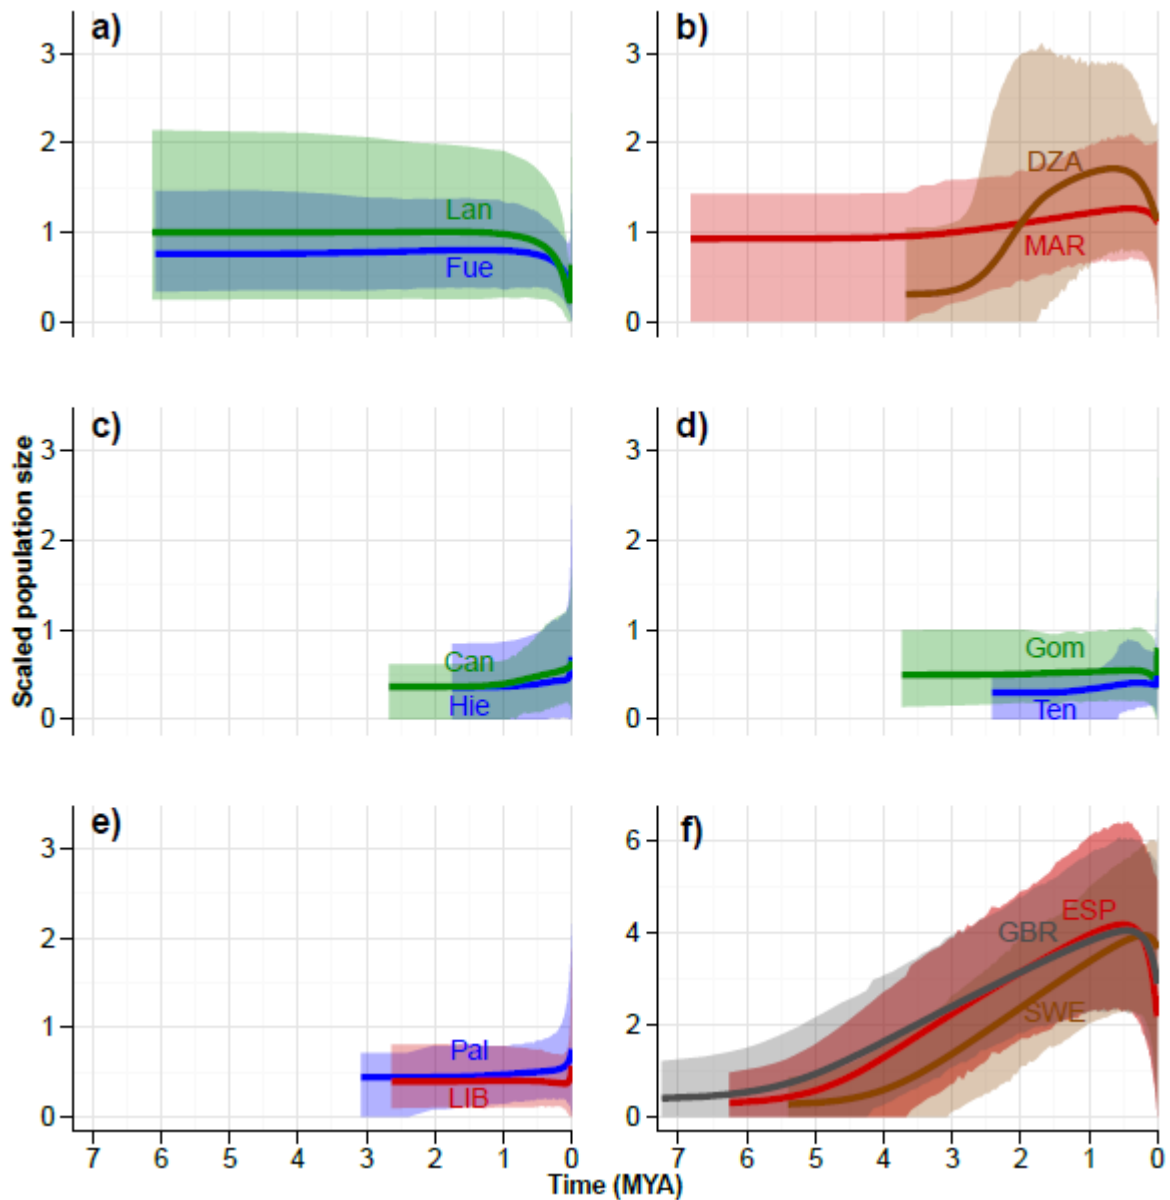 a)
3
2
1
0
Lan
Fue
b)
3
2
1
0
DZA
MAR
Scaled population size
c)
3
2
1
0
Can
Hie
d)
3
2
1
0
Gom
Ten
e)
3
2
1
0
Pal
LIB
7 6 5 4 3 2 1 0
f)
6
4
2
0
ESP
GBR
SWE
7 6 5 4 3 2 1 0
Time (MYA)